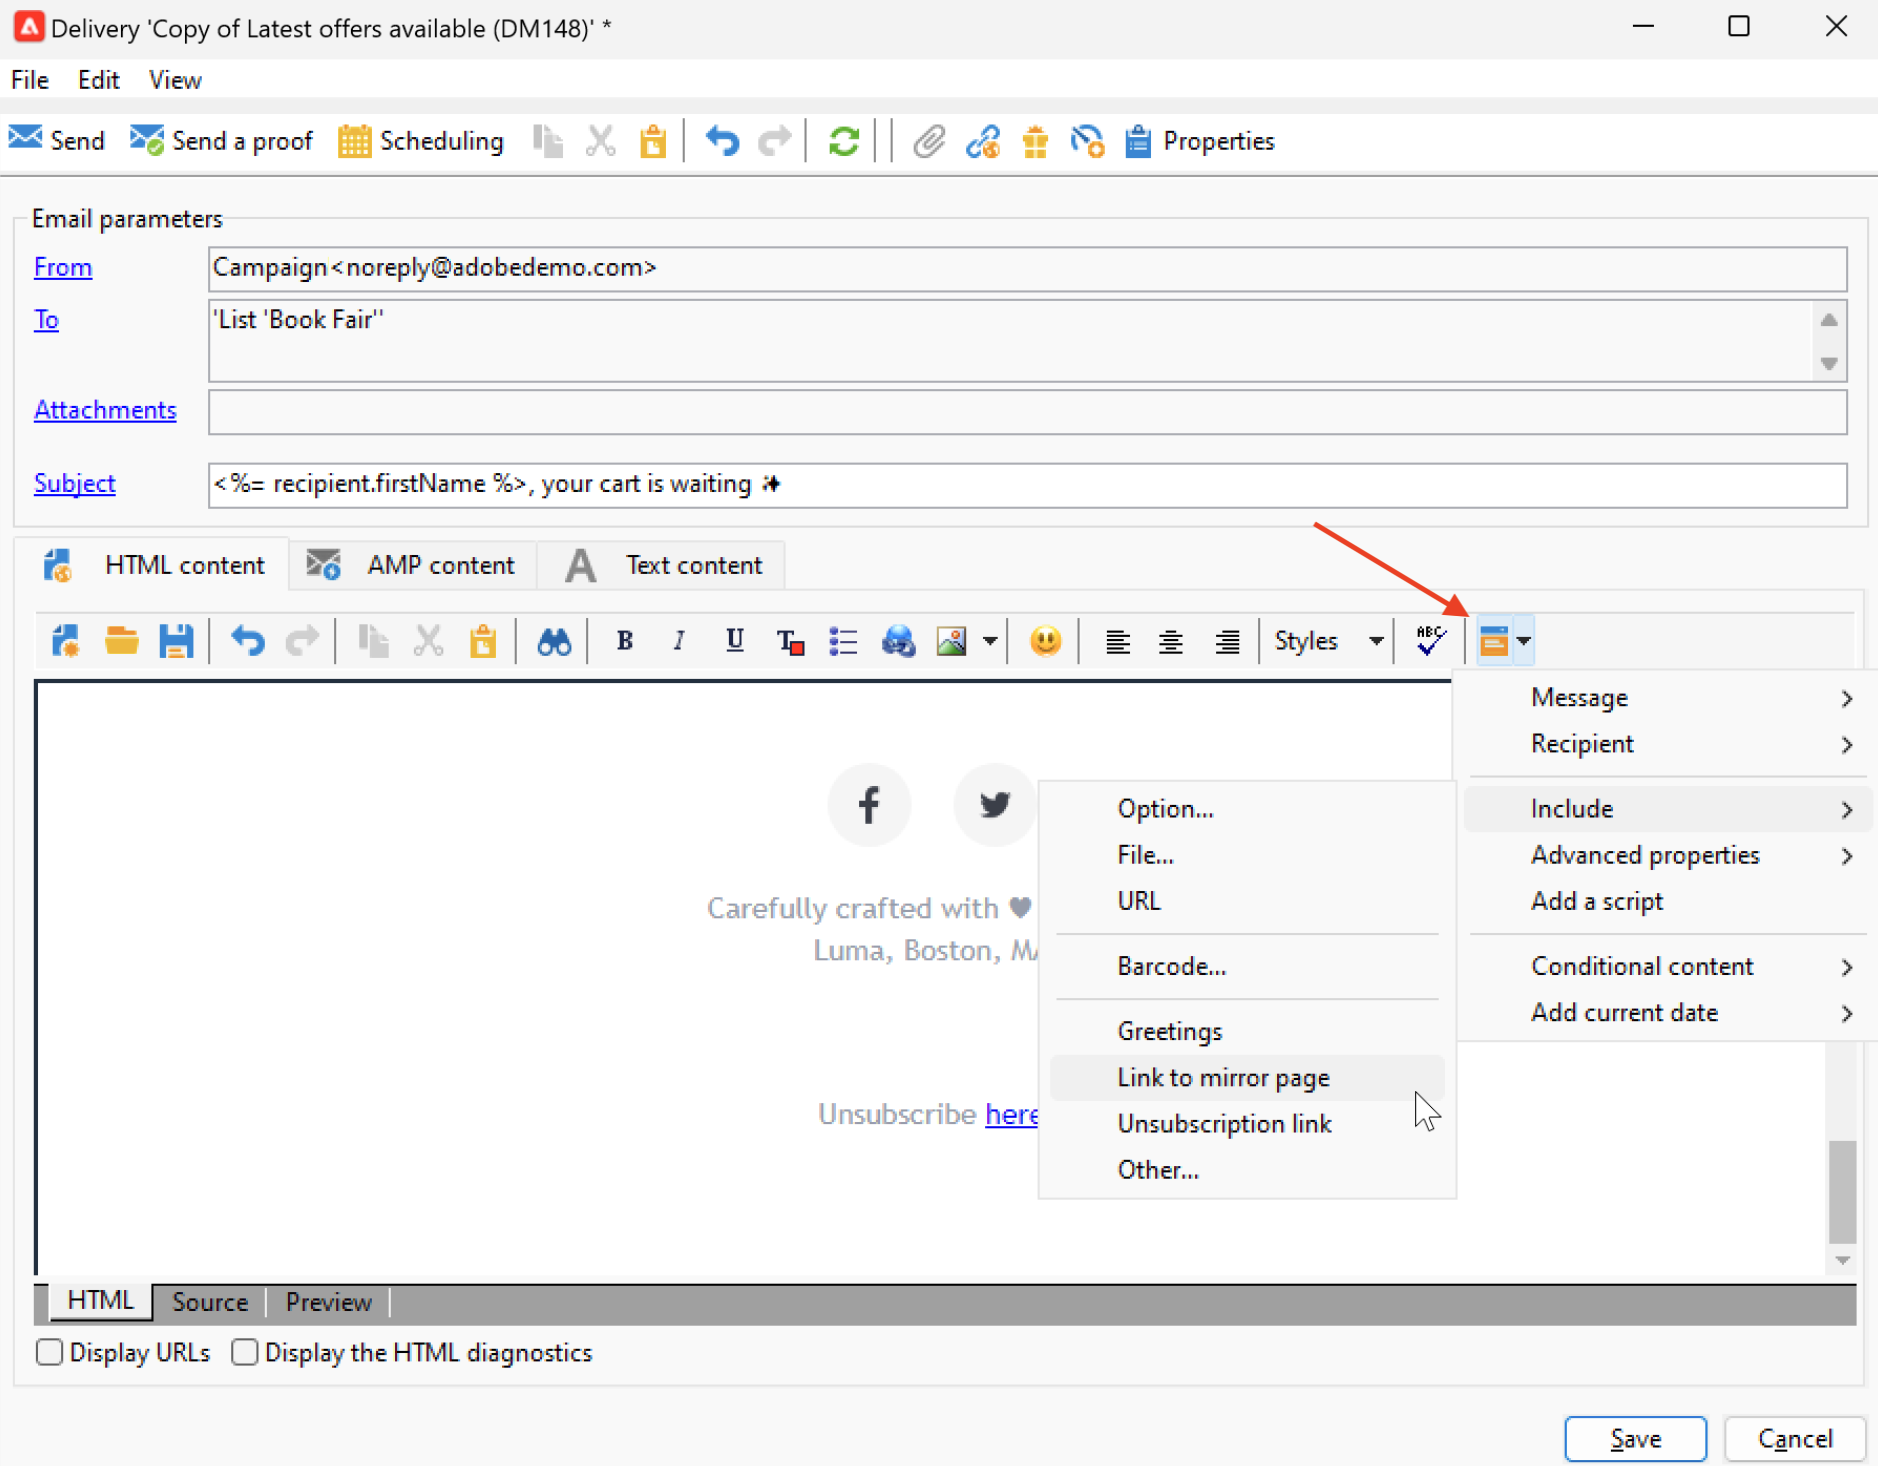 Delivery 'Copy of Latest offers available (DM148)' *
File Edit View
Send Send a proof Scheduling Properties
Email parameters
From Campaign<noreply@adobedemo.com>
To 'List 'Book Fair''
Attachments
Subject <%= recipient.firstName %>, your cart is waiting ✨
HTML content AMP content A Text content
B I U T Styles ABC
Message
Recipient
Include
Advanced properties
Add a script
Conditional content
Add current date
Option...
File...
URL
Barcode...
Greetings
Link to mirror page
Unsubscription link
Other...
Carefully crafted with ♥
Luma, Boston, MA
Unsubscribe here
HTML Source Preview
Display URLs Display the HTML diagnostics
Save Cancel